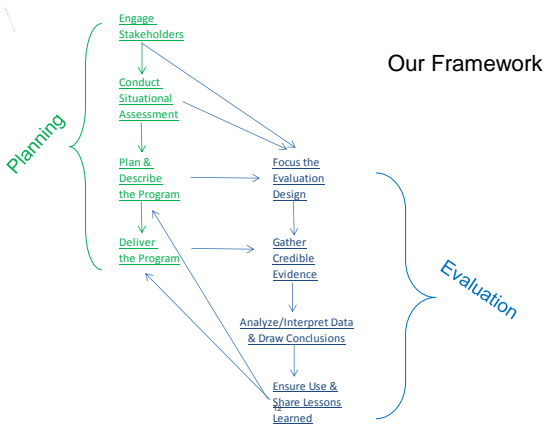 Our Framework
Planning
Engage
Stakeholders
Conduct
Situational
Assessment
Plan &
Describe
the Program
Deliver
the Program
Focus the
Evaluation
Design
Gather
Credible
Evidence
Analyze/Interpret Data
& Draw Conclusions
Ensure Use &
Share Lessons
Learned
12
Evaluation